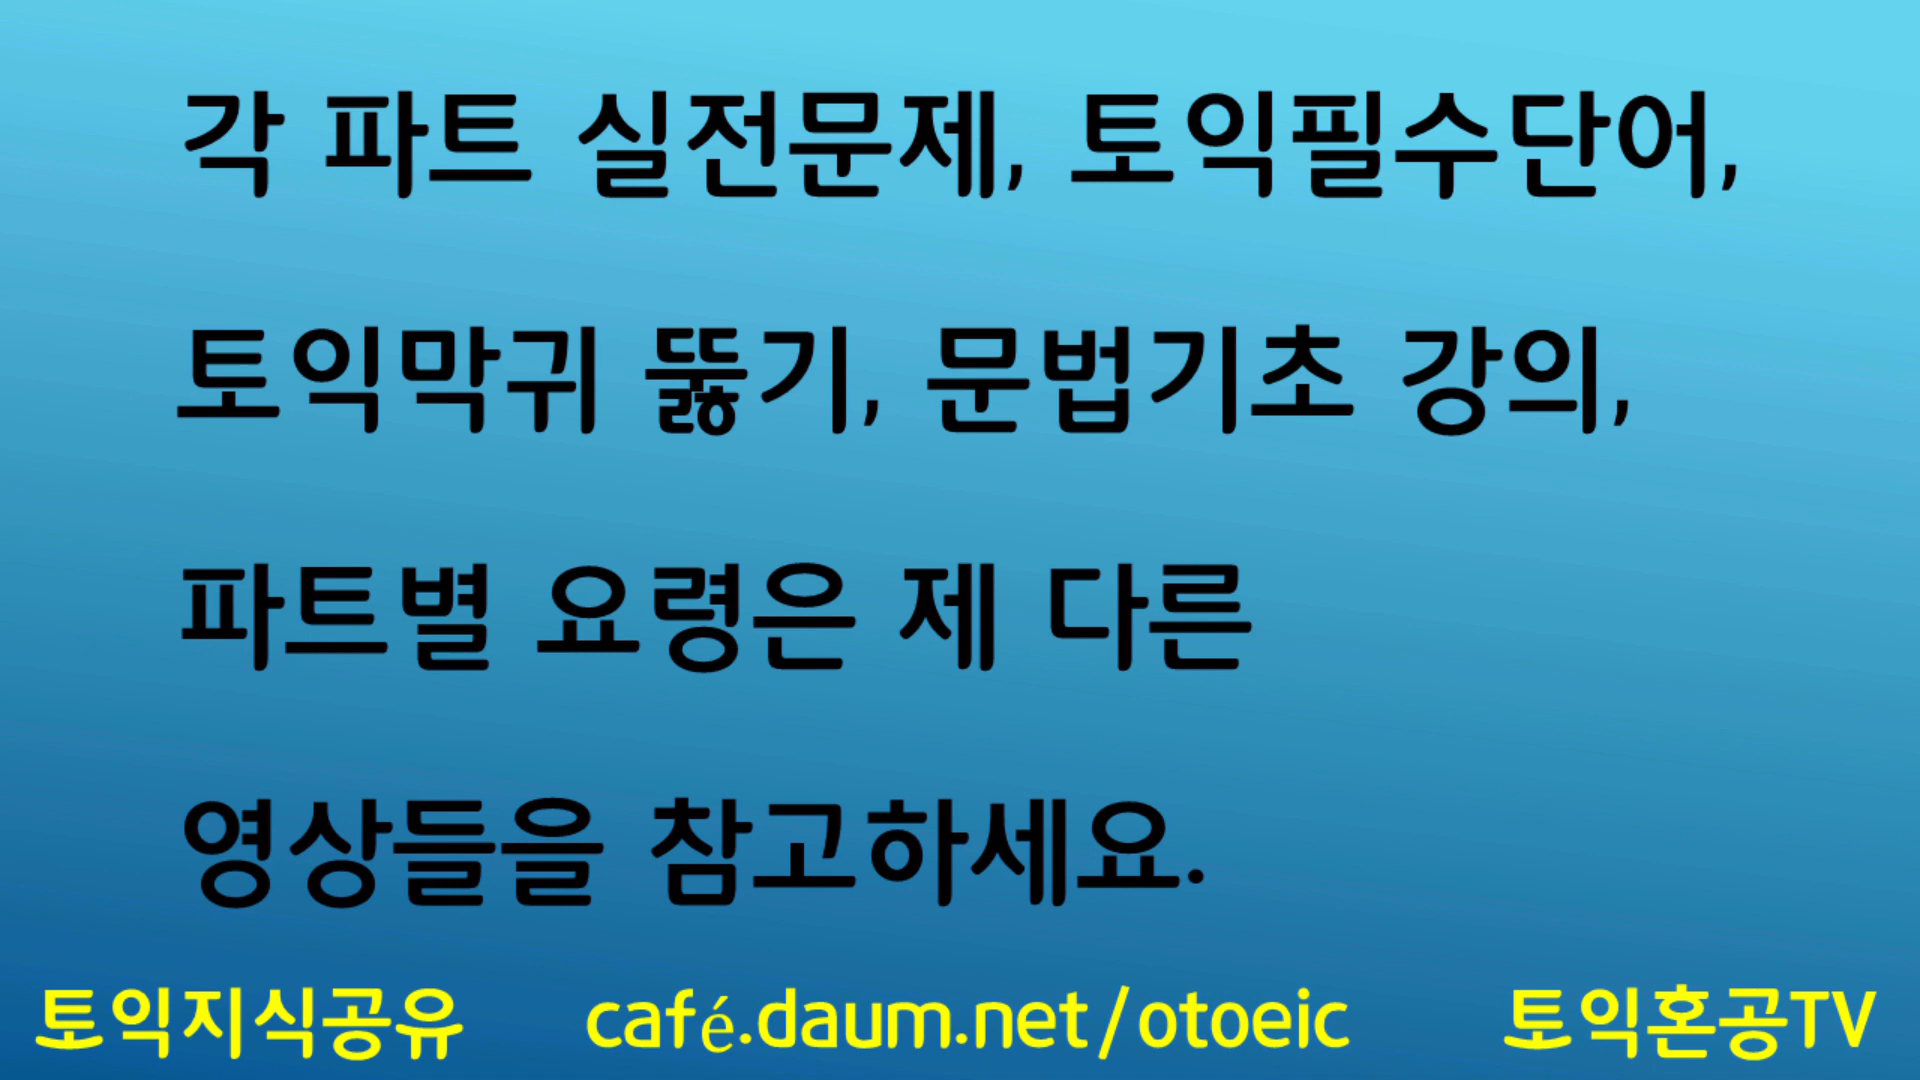 각 파트 실전문제, 토익필수단어,
토익막귀 뚫기, 문법기초 강의,
파트별 요령은 제 다른
영상들을 참고하세요.
토익지식공유 café.daum.net/otoeic 토익혼공TV